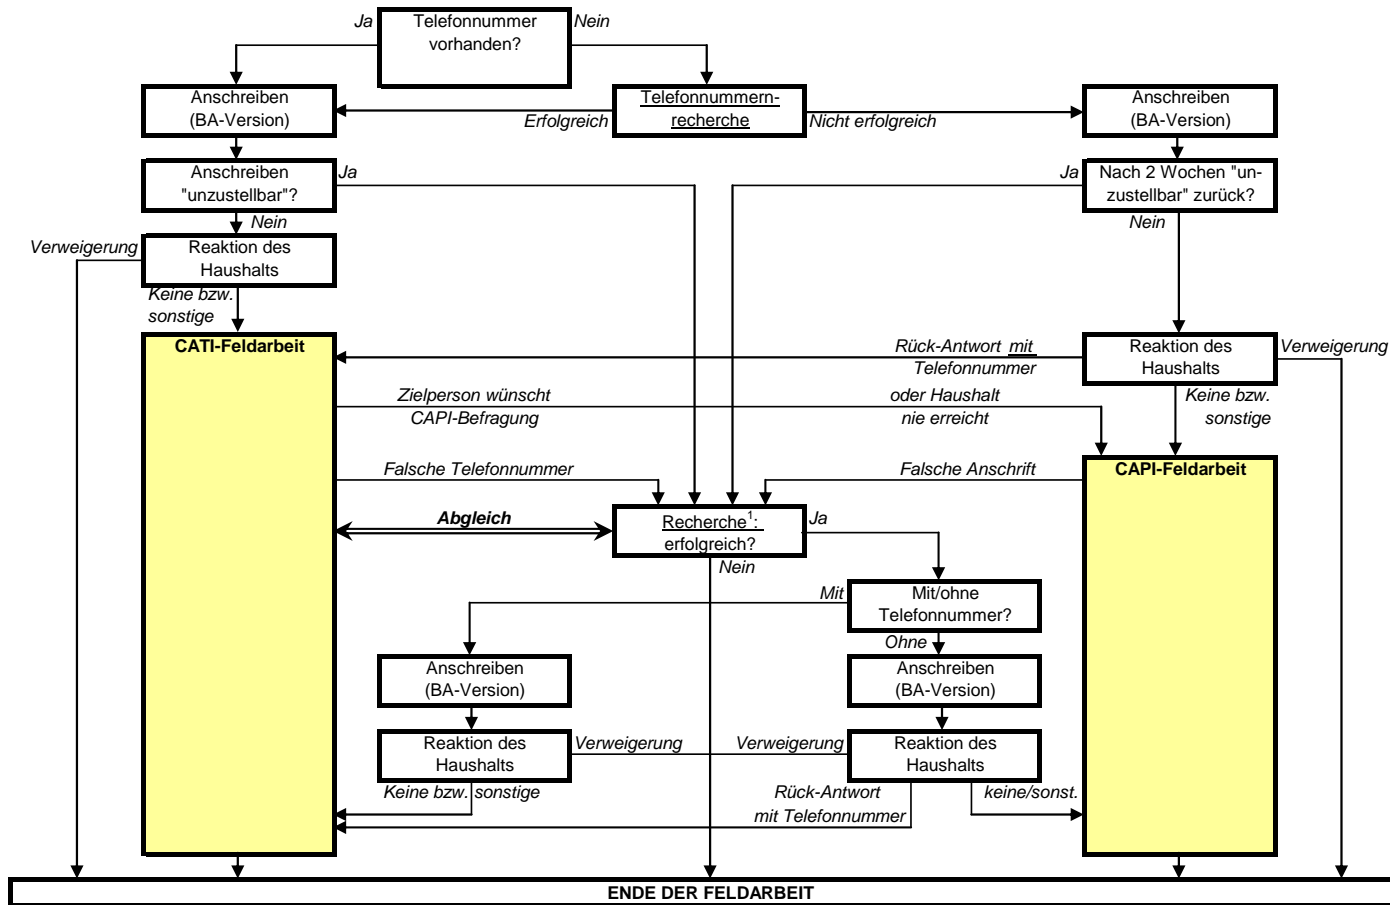 Ja
Telefonnummer
vorhanden?
Nein
Anschreiben
(BA-Version)
Erfolgreich
Telefonnummern-
recherche
Nicht erfolgreich
Anschreiben
(BA-Version)
Anschreiben
"unzustellbar"?
Ja
Ja
Nach 2 Wochen "un-
zustellbar" zurück?
Nein
Nein
Verweigerung
Reaktion des
Haushalts
Keine bzw.
sonstige
CATI-Feldarbeit
Rück-Antwort mit
Telefonnummer
Reaktion des
Haushalts
Verweigerung
Zielperson wünscht
CAPI-Befragung
oder Haushalt
nie erreicht
Keine bzw.
sonstige
Falsche Telefonnummer
Falsche Anschrift
CAPI-Feldarbeit
Abgleich
Recherche¹:
erfolgreich?
Ja
Nein
Mit
Mit/ohne
Telefonnummer?
Ohne
Anschreiben
(BA-Version)
Anschreiben
(BA-Version)
Reaktion des
Haushalts
Verweigerung
Verweigerung
Reaktion des
Haushalts
Keine bzw. sonstige
Rück-Antwort
mit Telefonnummer
keine/sonst.
ENDE DER FELDARBEIT